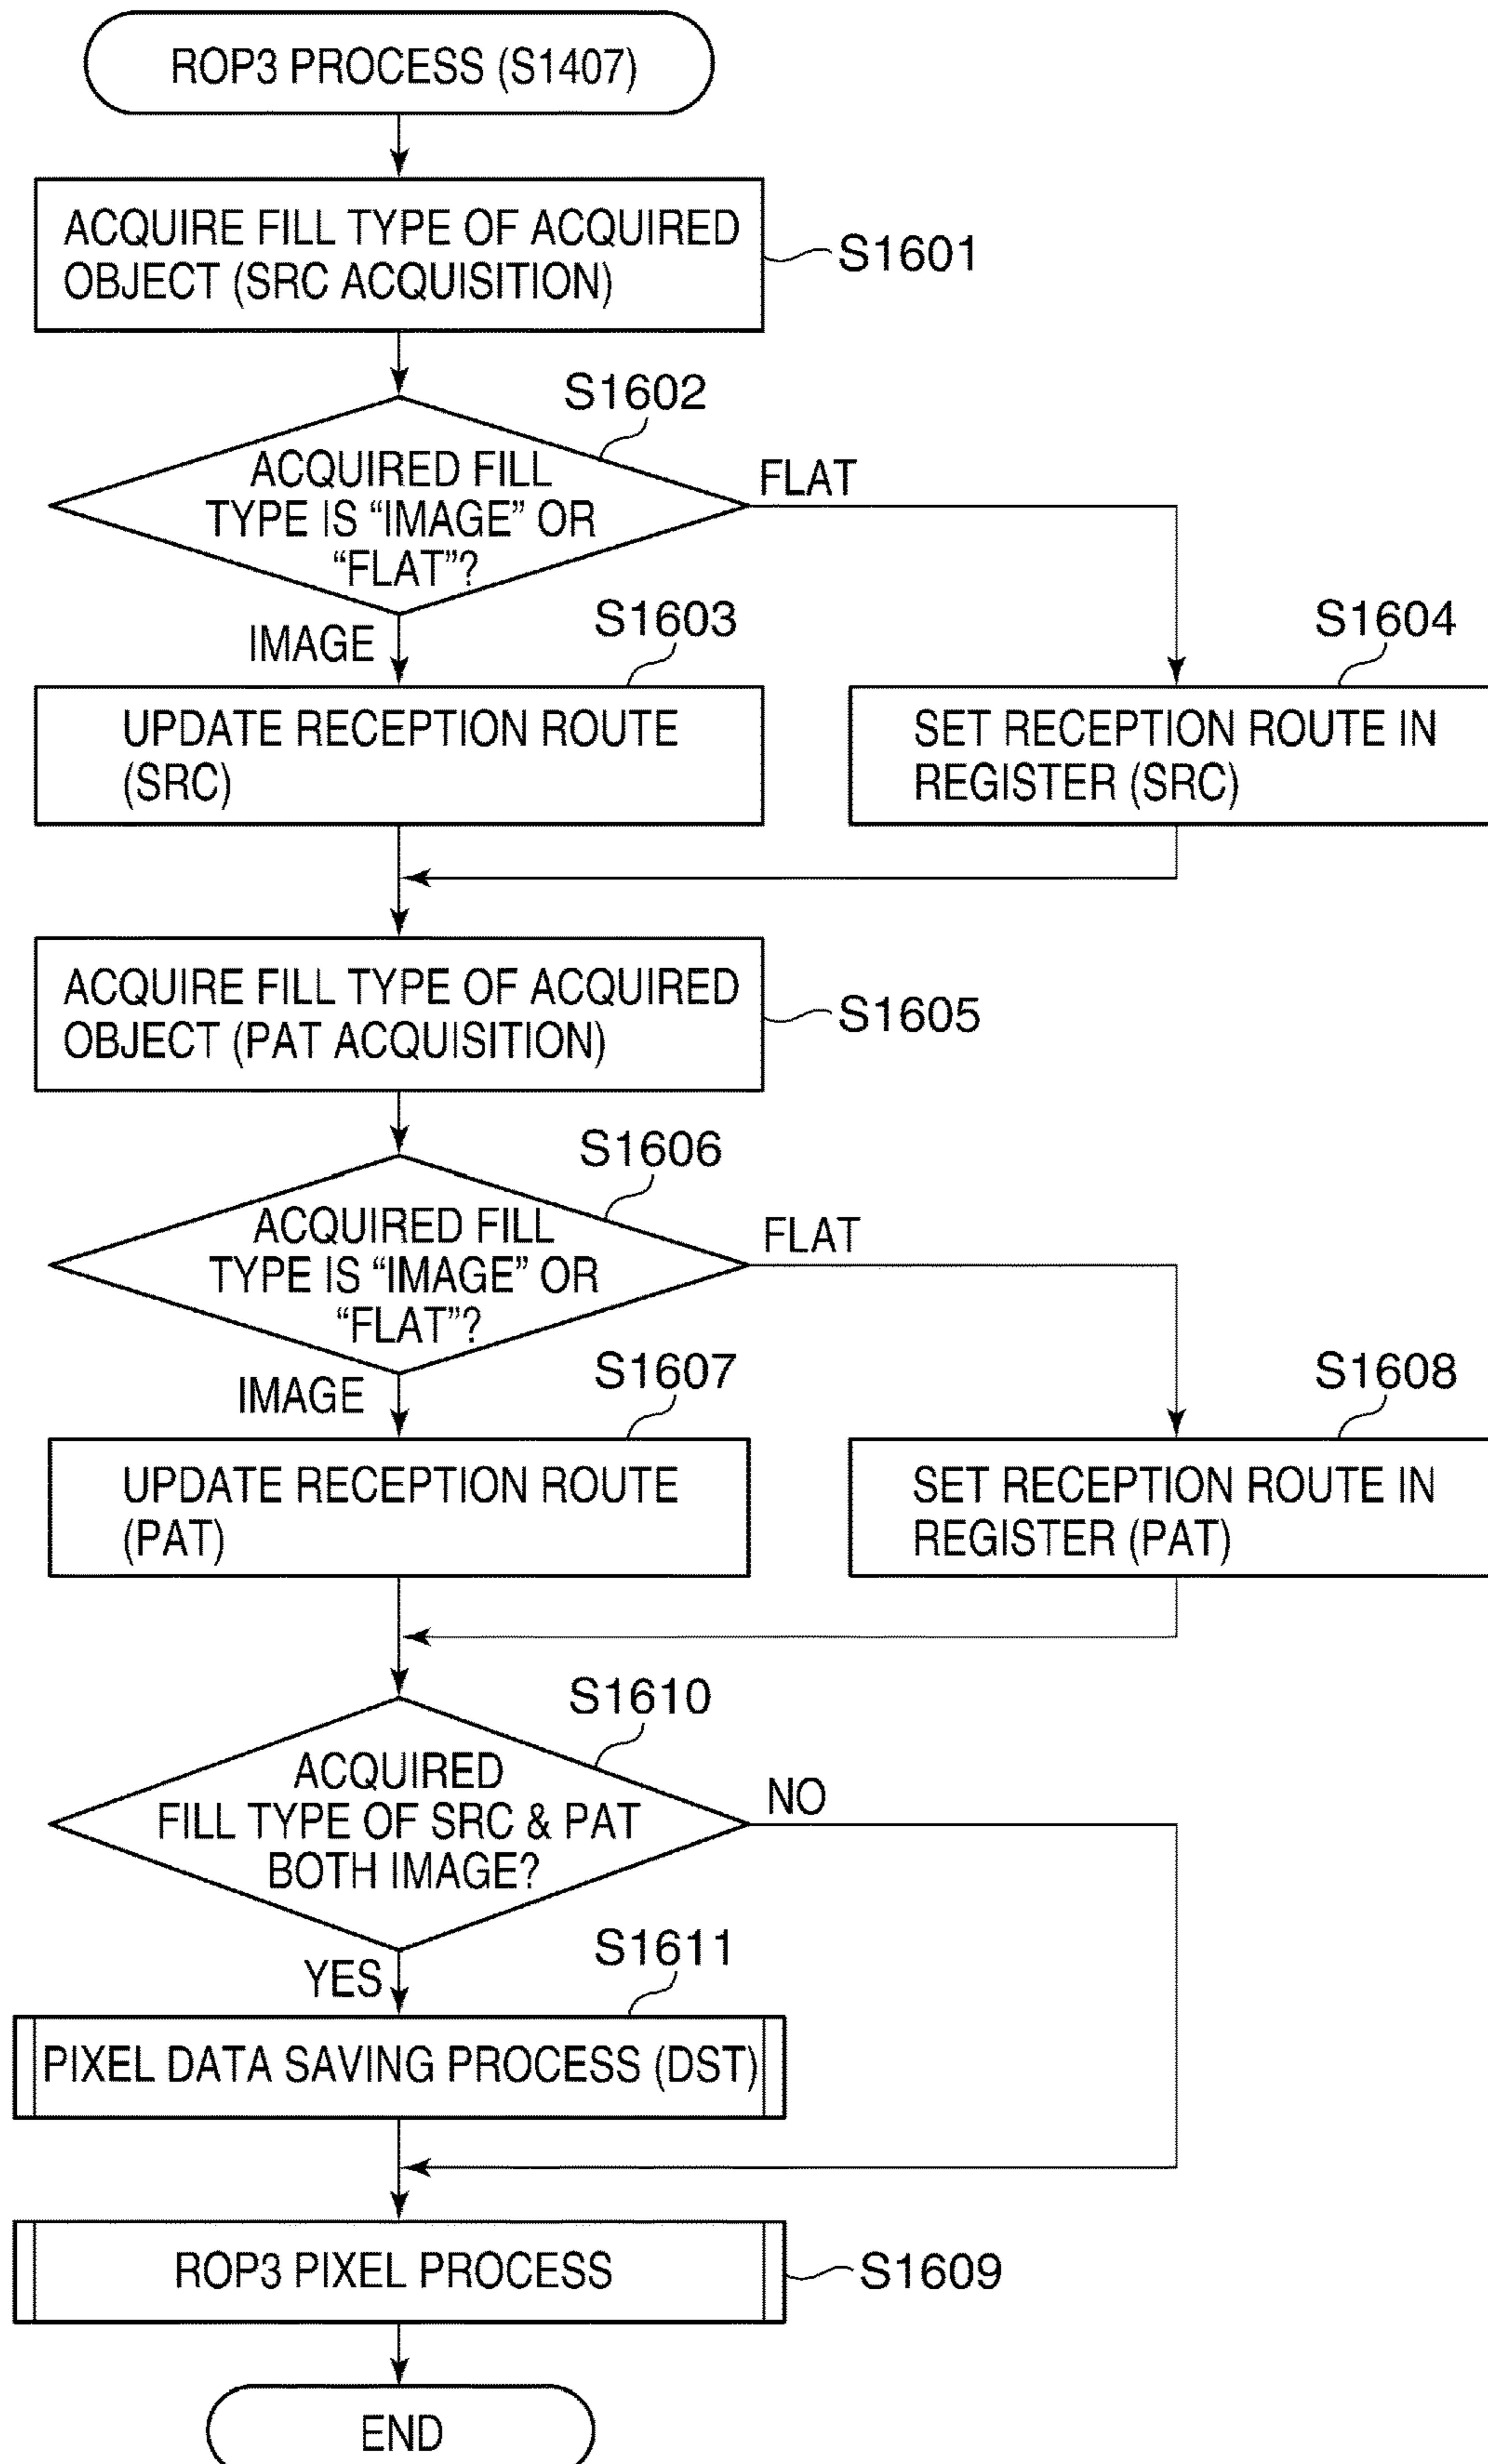 ROP3 PROCESS (S1407)
ACQUIRE FILL TYPE OF ACQUIRED
OBJECT (SRC ACQUISITION)
S1601
S1602
ACQUIRED FILL
TYPE IS “IMAGE” OR
“FLAT”?
FLAT
IMAGE
S1603
UPDATE RECEPTION ROUTE
(SRC)
S1604
SET RECEPTION ROUTE IN
REGISTER (SRC)
ACQUIRE FILL TYPE OF ACQUIRED
OBJECT (PAT ACQUISITION)
S1605
S1606
ACQUIRED FILL
TYPE IS “IMAGE” OR
“FLAT”?
FLAT
IMAGE
S1607
UPDATE RECEPTION ROUTE
(PAT)
S1608
SET RECEPTION ROUTE IN
REGISTER (PAT)
S1610
ACQUIRED
FILL TYPE OF SRC & PAT
BOTH IMAGE?
NO
YES
S1611
PIXEL DATA SAVING PROCESS (DST)
ROP3 PIXEL PROCESS
S1609
END